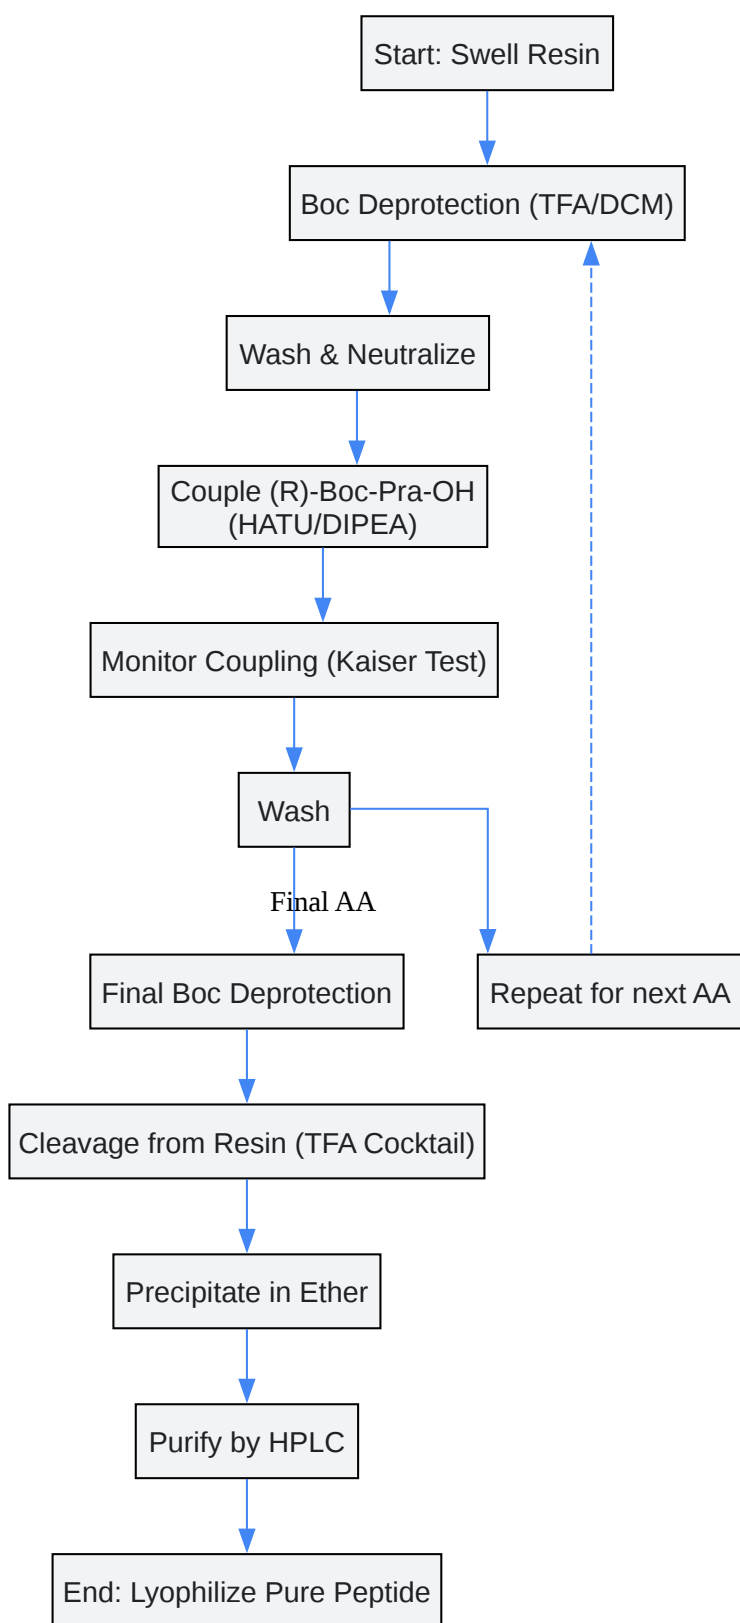 Start: Swell Resin
Boc Deprotection (TFA/DCM)
Wash & Neutralize
Couple (R)-Boc-Pra-OH
(HATU/DIPEA)
Monitor Coupling (Kaiser Test)
Wash
Final AA
Final Boc Deprotection
Repeat for next AA
Cleavage from Resin (TFA Cocktail)
Precipitate in Ether
Purify by HPLC
End: Lyophilize Pure Peptide